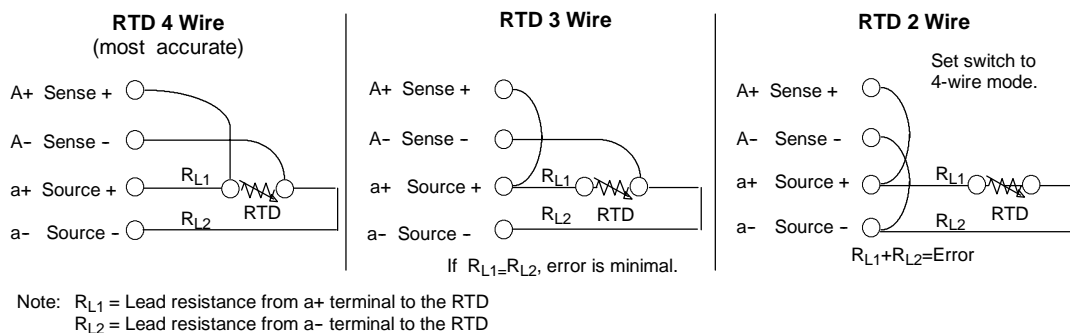 RTD 4 Wire
(most accurate)
A+ Sense +
A- Sense -
a+ Source +
a- Source -
RL1
RTD
RL2
RTD 3 Wire
A+ Sense +
A- Sense -
a+ Source +
a- Source -
RL1
RTD
RL2
If RL1=RL2, error is minimal.
RTD 2 Wire
Set switch to
4-wire mode.
A+ Sense +
A- Sense -
a+ Source +
a- Source -
RL1
RTD
RL2
RL1+RL2=Error
Note: RL1 = Lead resistance from a+ terminal to the RTD
RL2 = Lead resistance from a- terminal to the RTD